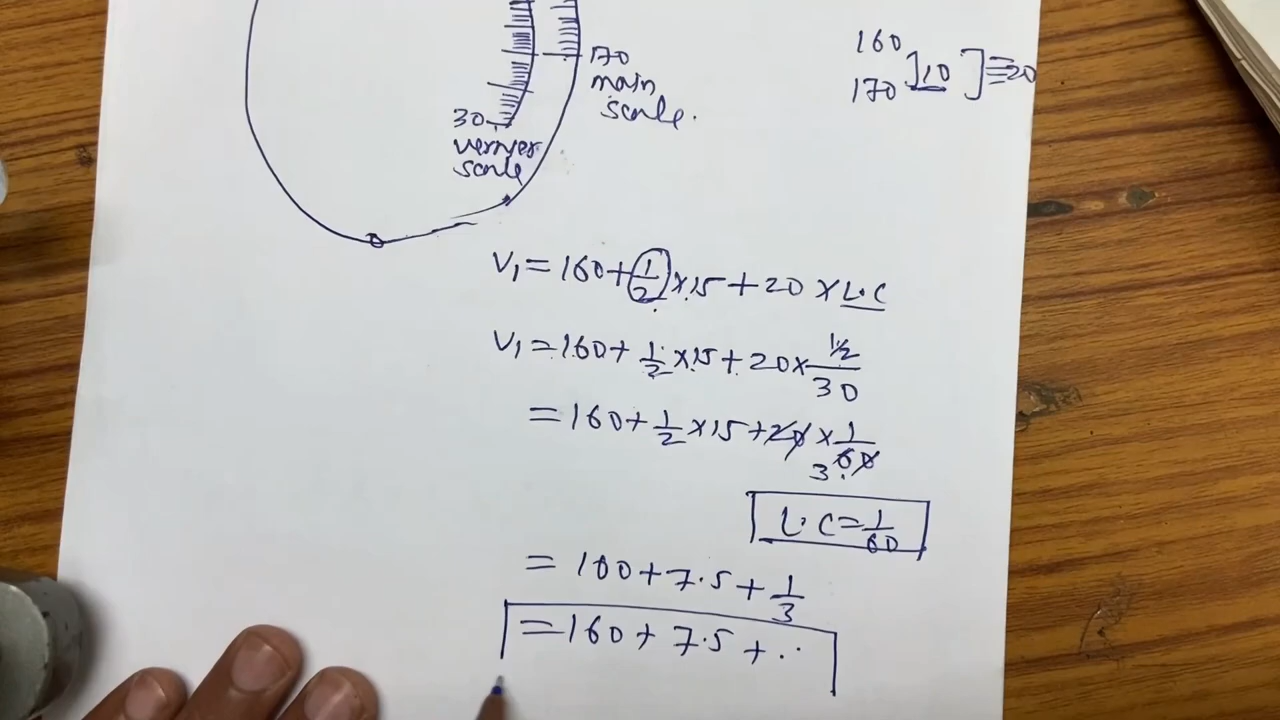 170
main
scale.
30
vernier
scale
160
170 ] 10 ] = 20
V₁ = 160 + 1/2 × 15 + 20 × L.C
V₁ = 160 + 1/2 × 15 + 20 × 1/2 / 30
= 160 + 1/2 × 15 + 20 × 1/60
3
L.C = 1/60
= 160 + 7.5 + 1/3
= 160 + 7.5 + ..